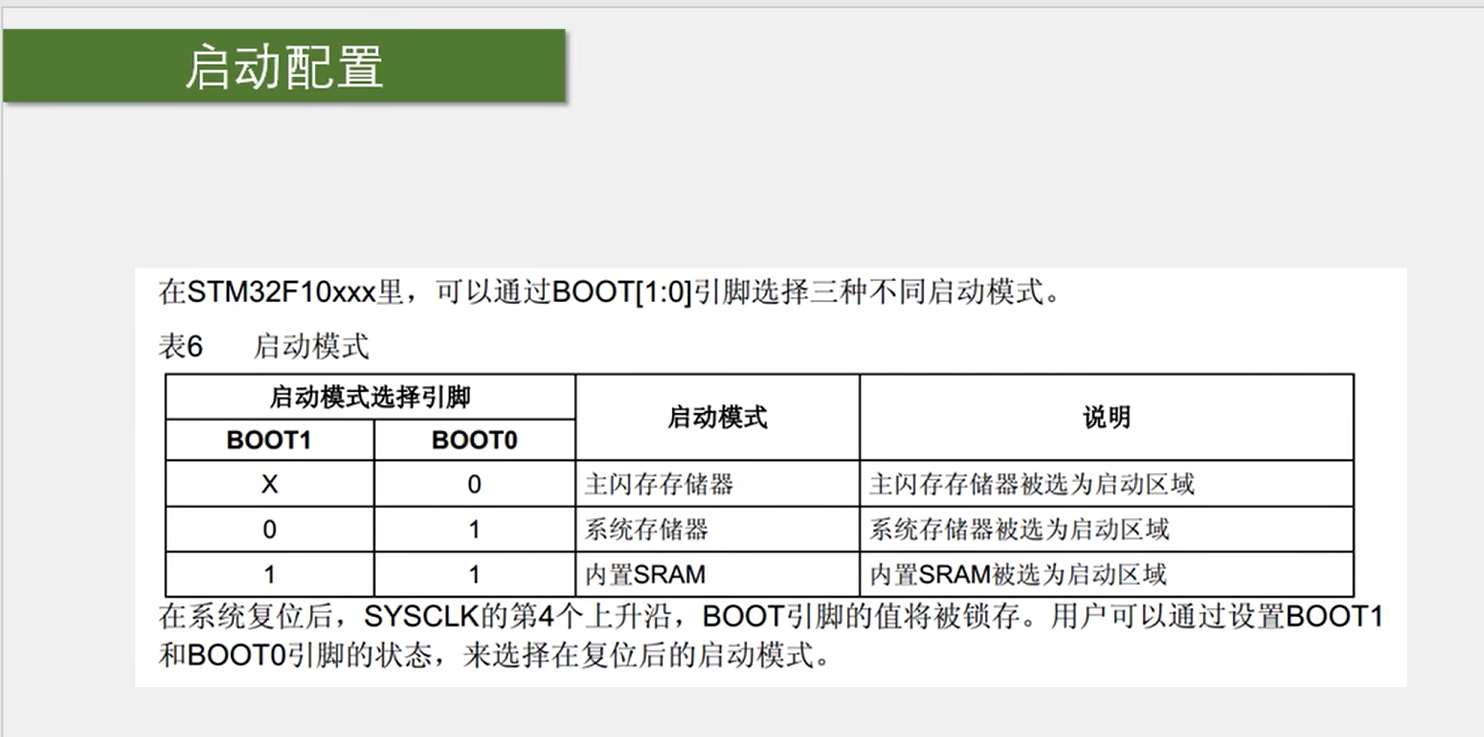 启动配置
在STM32F10xxx里，可以通过BOOT[1:0]引脚选择三种不同启动模式。
表6 启动模式
启动模式选择引脚 启动模式 说明
BOOT1 BOOT0
X 0 主闪存存储器 主闪存存储器被选为启动区域
0 1 系统存储器 系统存储器被选为启动区域
1 1 内置SRAM 内置SRAM被选为启动区域
在系统复位后，SYSCLK的第4个上升沿，BOOT引脚的值将被锁存。用户可以通过设置BOOT1
和BOOT0引脚的状态，来选择在复位后的启动模式。